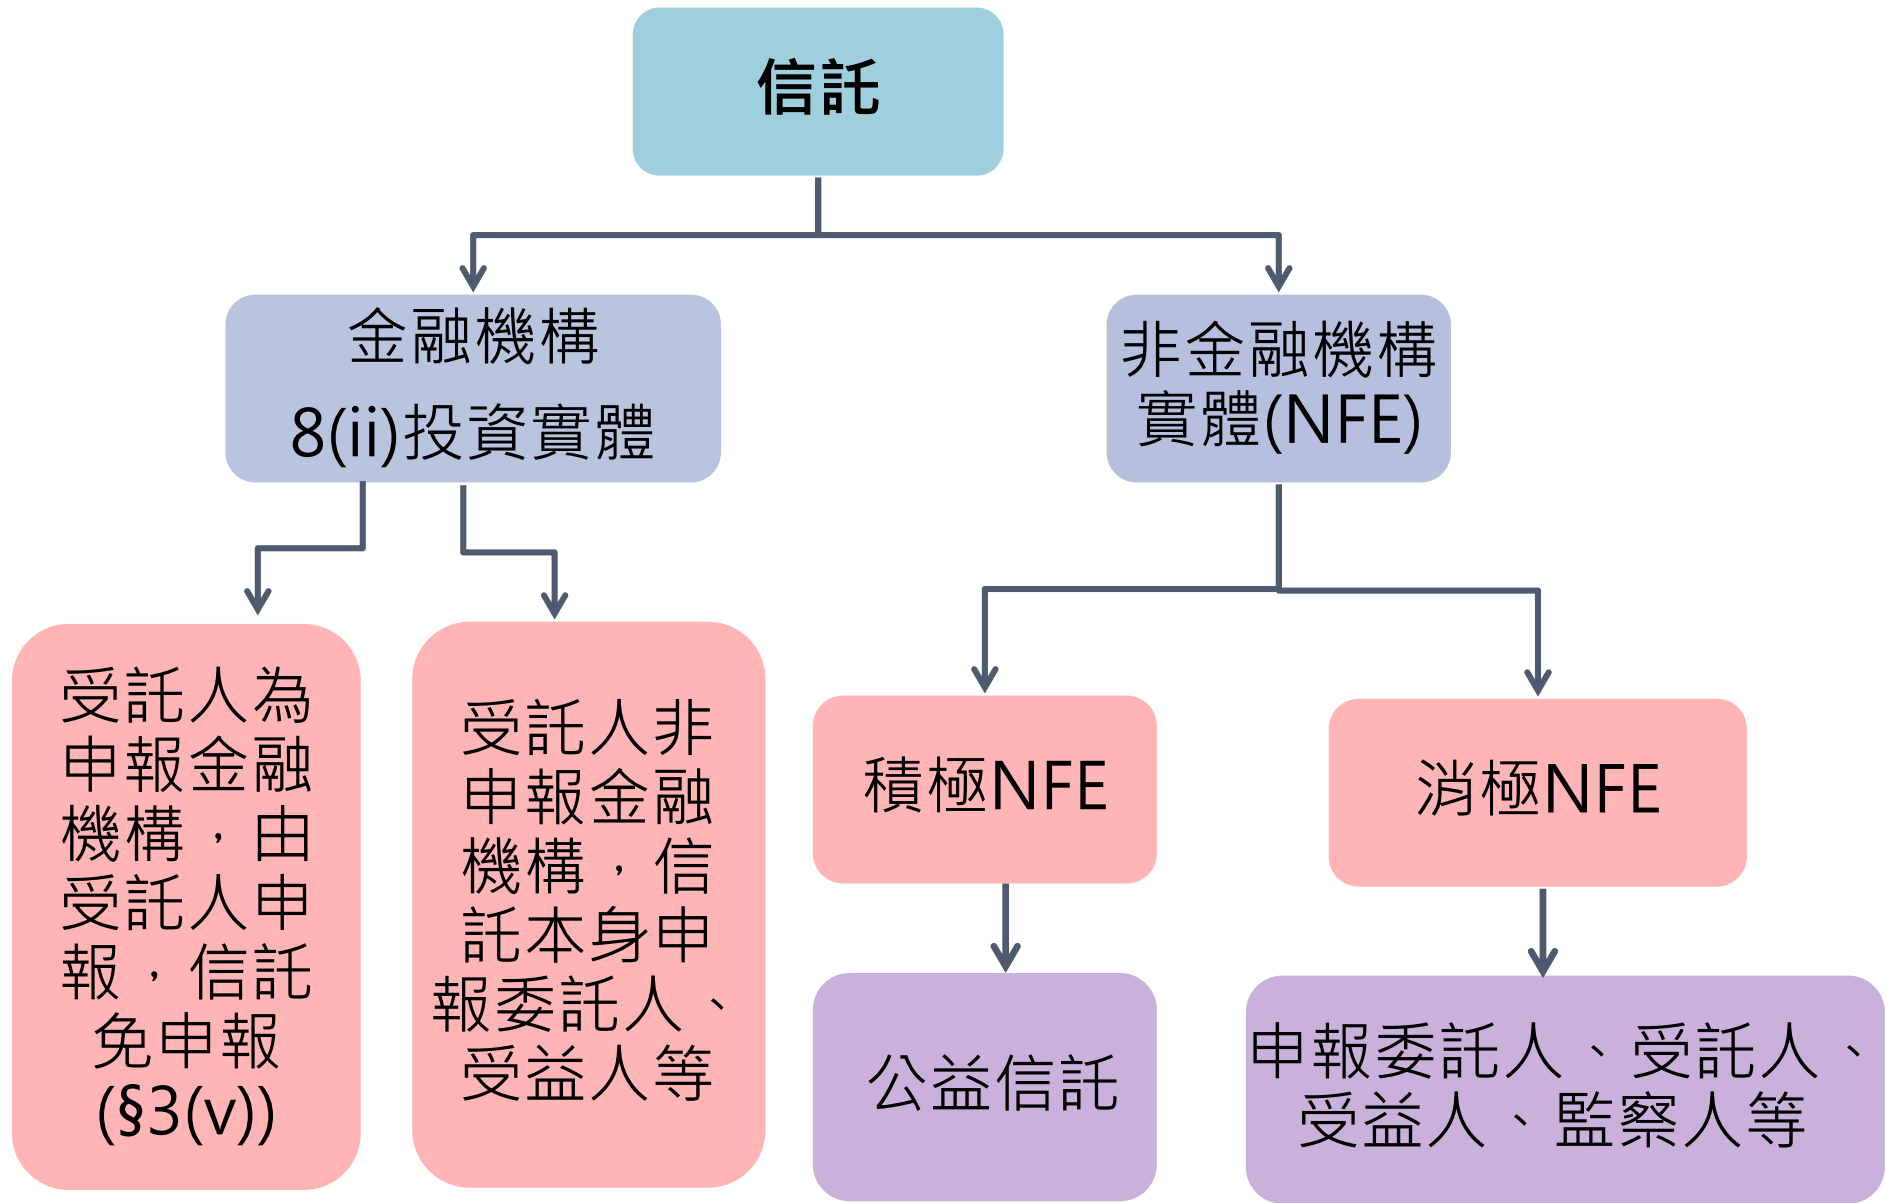 信託
金融機構
8(ii)投資實體
非金融機構
實體(NFE)
受託人為
申報金融
機構，由
受託人申
報，信託
免申報
(§3(v))
受託人非
申報金融
機構，信
託本身申
報委託人、
受益人等
積極NFE
消極NFE
公益信託
申報委託人、受託人、
受益人、監察人等